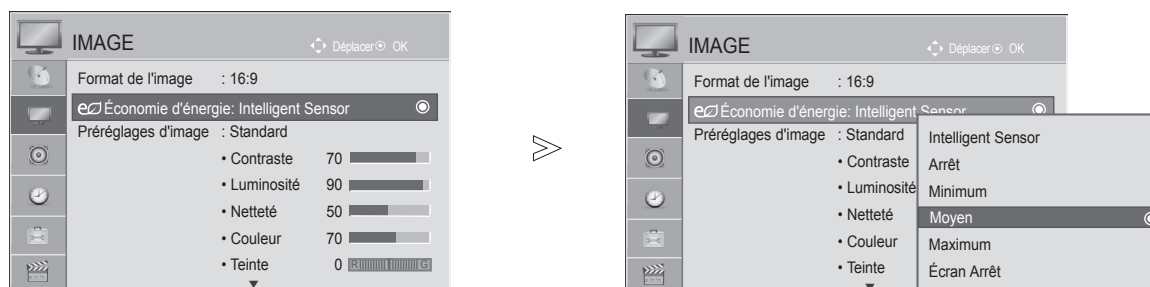 IMAGE
Déplacer OK
Format de l'image : 16:9
Économie d'énergie: Intelligent Sensor
Préréglages d'image : Standard
• Contraste 70
• Luminosité 90
• Netteté 50
• Couleur 70
• Teinte 0 R G
IMAGE
Déplacer OK
Format de l'image : 16:9
Économie d'énergie: Intelligent Sensor
Préréglages d'image : Standard
• Contraste
• Luminosité
• Netteté
• Couleur
• Teinte
Intelligent Sensor
Arrêt
Minimum
Moyen
Maximum
Écran Arrêt